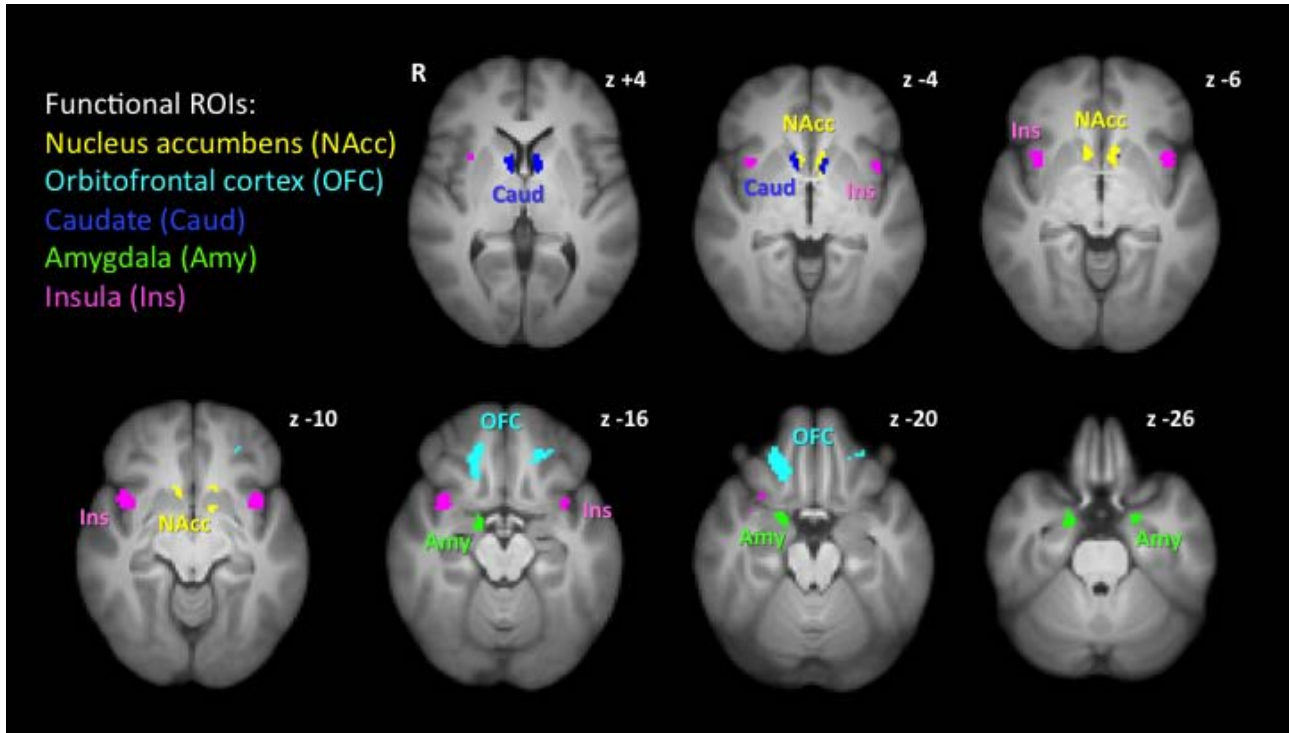 Functional ROIs:
Nucleus accumbens (NAcc)
Orbitofrontal cortex (OFC)
Caudate (Caud)
Amygdala (Amy)
Insula (Ins)
R
z +4
Caud
z -4
NAcc
Caud
Ins
z -6
Ins
NAcc
z -10
Ins
NAcc
z -16
OFC
Ins
Amy
z -20
OFC
Amy
z -26
Amy